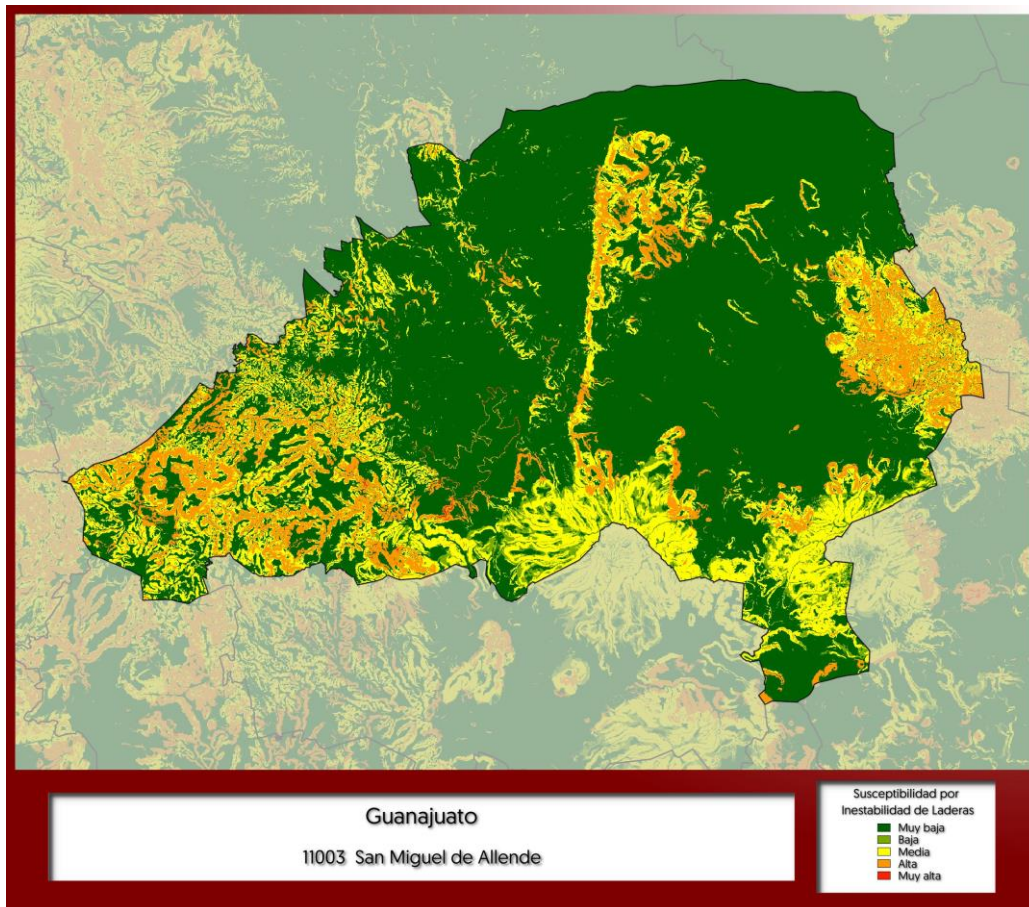 Guanajuato
11003 San Miguel de Allende
Susceptibilidad por
Inestabilidad de Laderas
Muy baja
Baja
Media
Alta
Muy alta